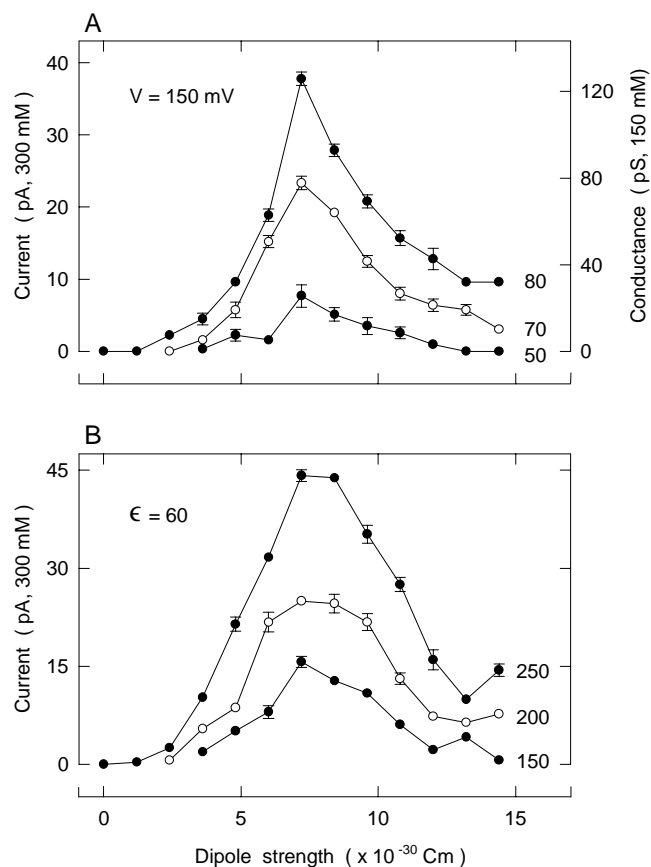 A
V = 150 mV
Current ( pA, 300 mM )
40
30
20
10
0
Conductance ( pS, 150 mM )
120
80
40
0
80
70
50
B
ϵ = 60
Current ( pA, 300 mM )
45
30
15
0
250
200
150
0
5
10
15
Dipole strength ( x 10 -30 Cm )